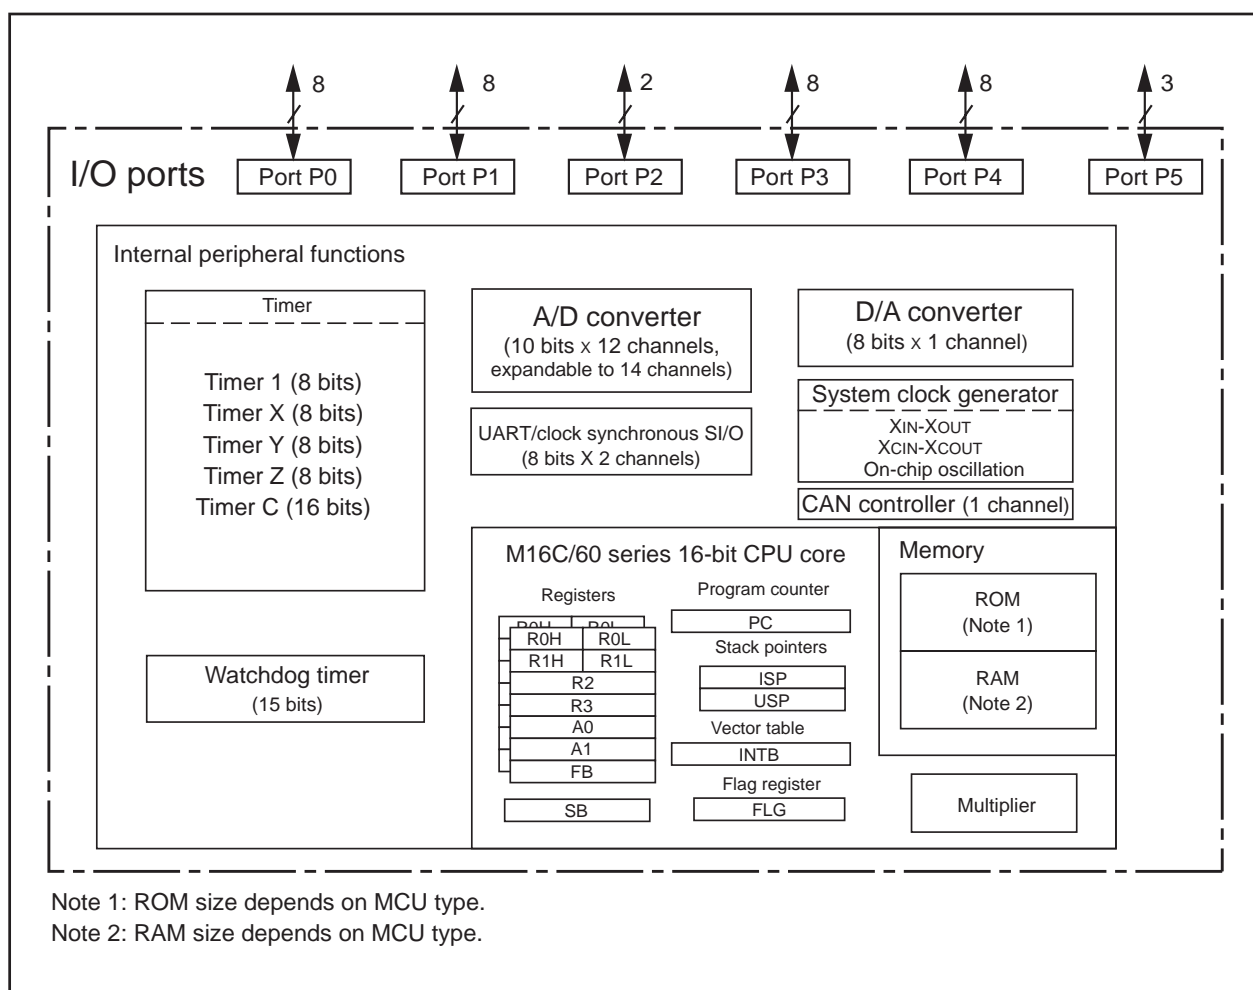 8 8 2 8 8 3
I/O ports
Port P0 Port P1 Port P2 Port P3 Port P4 Port P5
Internal peripheral functions
Timer
Timer 1 (8 bits)
Timer X (8 bits)
Timer Y (8 bits)
Timer Z (8 bits)
Timer C (16 bits)
Watchdog timer
(15 bits)
A/D converter
(10 bits x 12 channels,
expandable to 14 channels)
UART/clock synchronous SI/O
(8 bits X 2 channels)
D/A converter
(8 bits x 1 channel)
System clock generator
XIN-XOUT
XCIN-XCOUT
On-chip oscillation
CAN controller (1 channel)
M16C/60 series 16-bit CPU core
Registers
R0H R0L
R0H R0L
R1H R1L
R2
R3
A0
A1
FB
SB
Program counter
PC
Stack pointers
ISP
USP
Vector table
INTB
Flag register
FLG
Memory
ROM
(Note 1)
RAM
(Note 2)
Multiplier
Note 1: ROM size depends on MCU type.
Note 2: RAM size depends on MCU type.